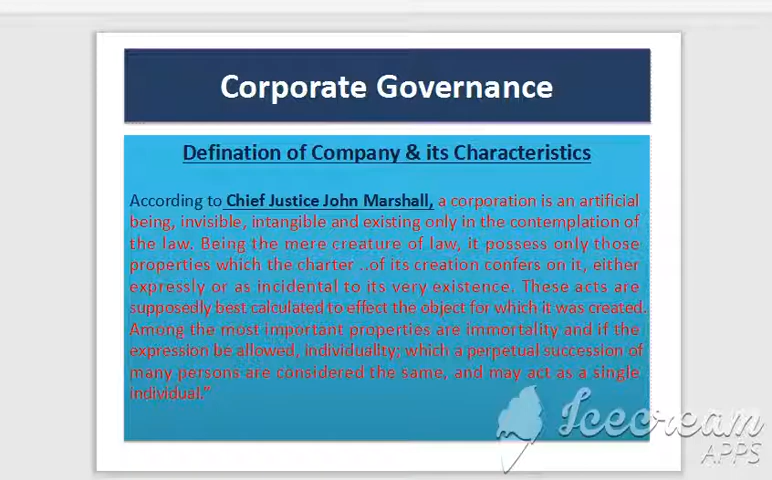 Corporate Governance
Defination of Company & its Characteristics
According to Chief Justice John Marshall, a corporation is an artificial
being, invisible, intangible and existing only in the contemplation of
the law. Being the mere creature of law, it possess only those
properties which the charter ..of its creation confers on it, either
expressly or as incidental to its very existence. These acts are
supposedly best calculated to effect the object for which it was created.
Among the most important properties are immortality and if the
expression be allowed, individuality; which a perpetual succession of
many persons are considered the same, and may act as a single
individual.”
Icecream
APPS